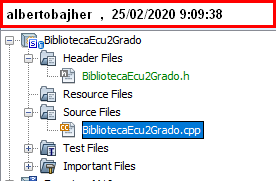 albertobajher , 25/02/2020 9:09:38
BibliotecaEcu2Grado
Header Files
BibliotecaEcu2Grado.h
Resource Files
Source Files
BibliotecaEcu2Grado.cpp
Test Files
Important Files